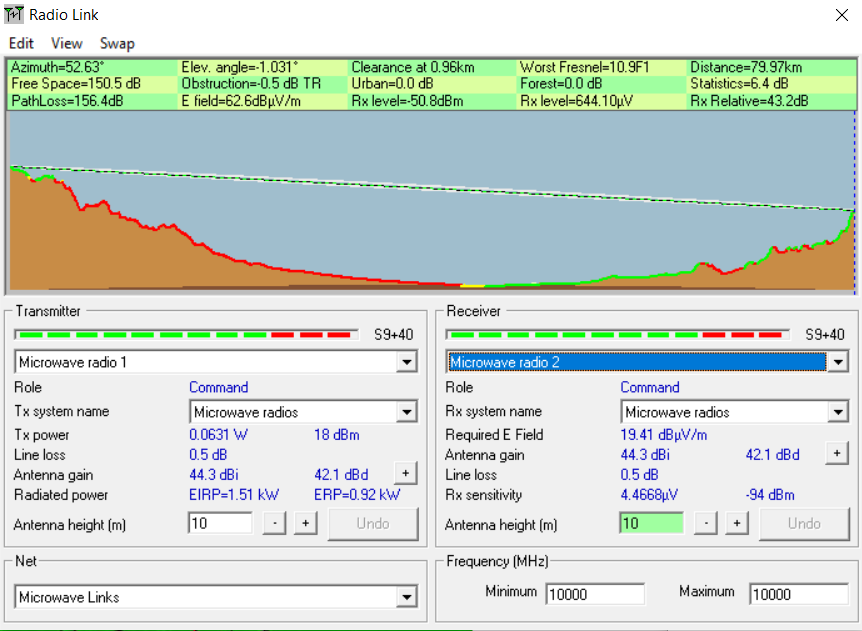 Radio Link
Edit View Swap
Azimuth=52.63° Elev. angle=-1.031° Clearance at 0.96km Worst Fresnel=10.9F1 Distance=79.97km
Free Space=150.5 dB Obstruction=-0.5 dB TR Urban=0.0 dB Forest=0.0 dB Statistics=6.4 dB
PathLoss=156.4dB E field=62.6dBµV/m Rx level=-50.8dBm Rx level=644.10µV Rx Relative=43.2dB
Transmitter
S9+40
Microwave radio 1
Role Command
Tx system name Microwave radios
Tx power 0.0631 W 18 dBm
Line loss 0.5 dB
Antenna gain 44.3 dBi 42.1 dBd +
Radiated power EIRP=1.51 kW ERP=0.92 kW
Antenna height (m) 10 - + Undo
Net
Microwave Links
Receiver
S9+40
Microwave radio 2
Role Command
Rx system name Microwave radios
Required E Field 19.41 dBµV/m
Antenna gain 44.3 dBi 42.1 dBd +
Line loss 0.5 dB
Rx sensitivity 4.4668µV -94 dBm
Antenna height (m) 10 - + Undo
Frequency (MHz)
Minimum 10000 Maximum 10000